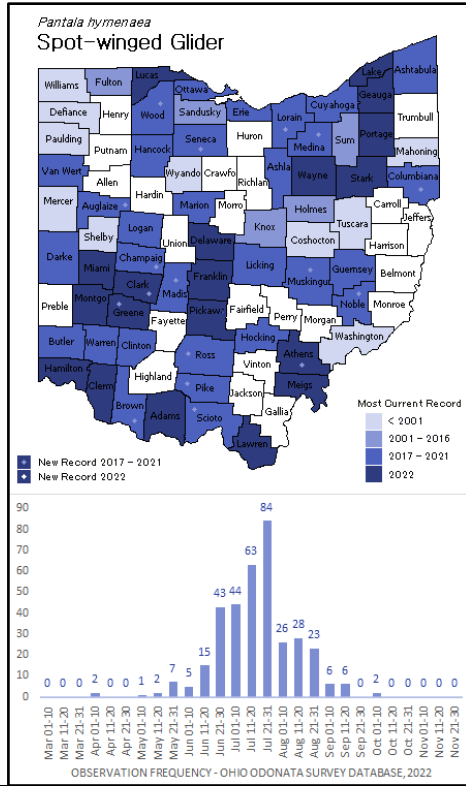 Pantala hymenaea
Spot-winged Glider
Williams Fulton Lucas Ottawa Lake Ashtabula
Geauga
Defiance Henry Wood Sandusky Erie Lorain Cuyahoga Trumbull
Paulding Putnam Hancock Seneca Huron Medina Sum Portage Mahoning
Van Wert Allen Wyando Crawfo Richlan Ashla Wayne Stark Columbiana
Mercer Auglaize Hardin Marion Morro Knox Holmes Tuscara Carroll Jeffers
Shelby Logan Union Delaware Coshocton Harrison
Darke Miami Champaig Licking Guernsey Belmont
Clark Madis Franklin Muskingu
Preble Montgo Greene Fayette Pickaw Fairfield Perry Morgan Noble Monroe
Butler Warren Clinton Ross Hocking Athens Washington
Hamilton Clerm Highland Vinton Meigs
Brown Adams Pike Jackson Gallia
Scioto Lawren
New Record 2017 - 2021
New Record 2022
Most Current Record
< 2001
2001 - 2016
2017 - 2021
2022
90
80
70
60
50
40
30
20
10
0
0 0 0 2 0 0 1 2 7 5 15 43 44 63 84 26 28 23 6 6 0 2 0 0 0 0 0
Mar 01-10
Mar 11-20
Mar 21-31
Apr 01-10
Apr 11-20
Apr 21-30
May 01-10
May 11-20
May 21-31
Jun 01-10
Jun 11-20
Jun 21-30
Jul 01-10
Jul 11-20
Jul 21-31
Aug 01-10
Aug 11-20
Aug 21-31
Sep 01-10
Sep 11-20
Sep 21-30
Oct 01-10
Oct 11-20
Oct 21-31
Nov 01-10
Nov 11-20
Nov 21-30
OBSERVATION FREQUENCY - OHIO ODONATA SURVEY DATABASE, 2022